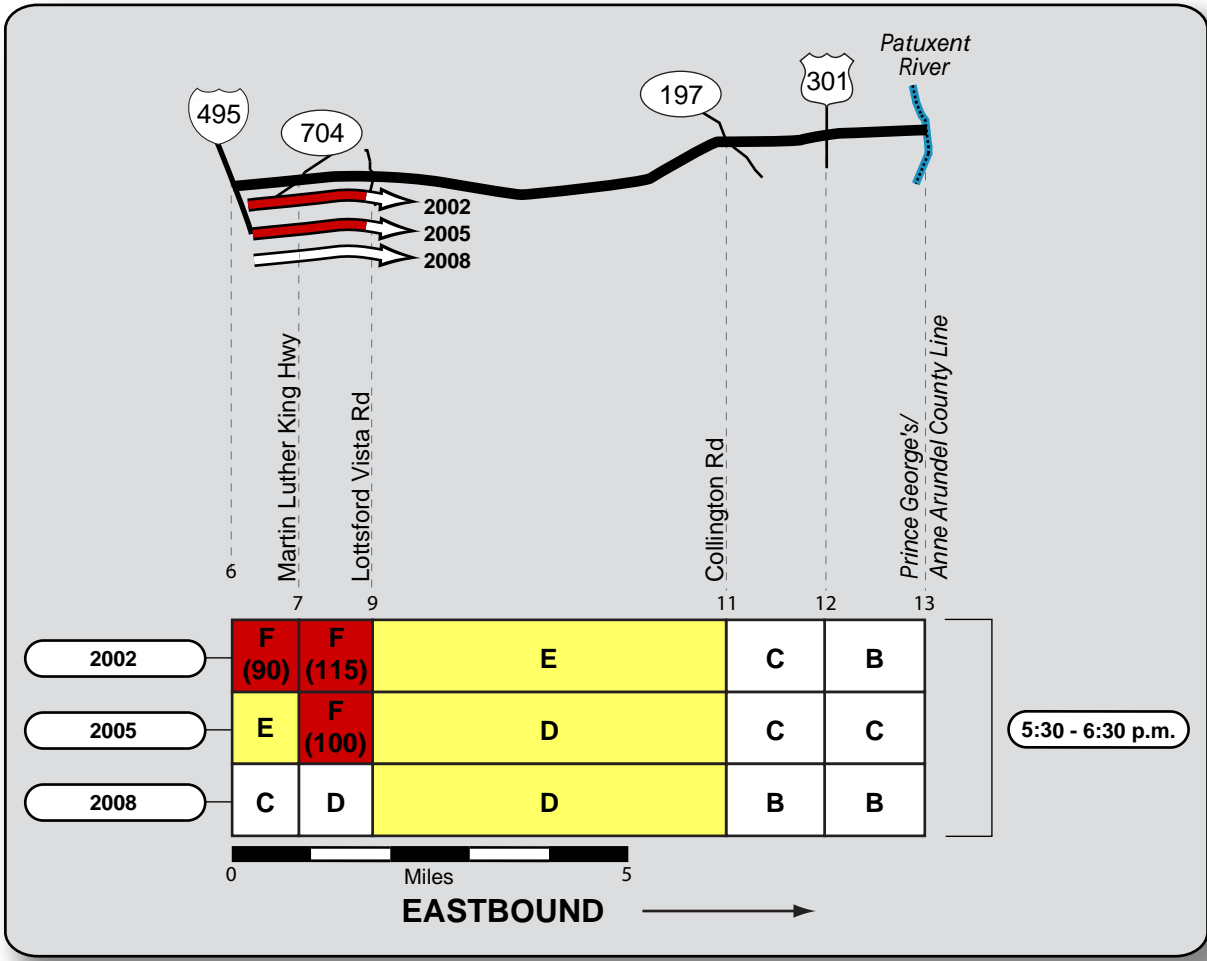 Patuxent
River
495
704
197
301
2002
2005
2008
Martin Luther King Hwy
Lottsford Vista Rd
Collington Rd
Prince George's/
Anne Arundel County Line
6
7
9
11
12
13
2002
F
(90)
F
(115)
E
C
B
2005
E
F
(100)
D
C
C
2008
C
D
D
B
B
5:30 - 6:30 p.m.
0
Miles
5
EASTBOUND